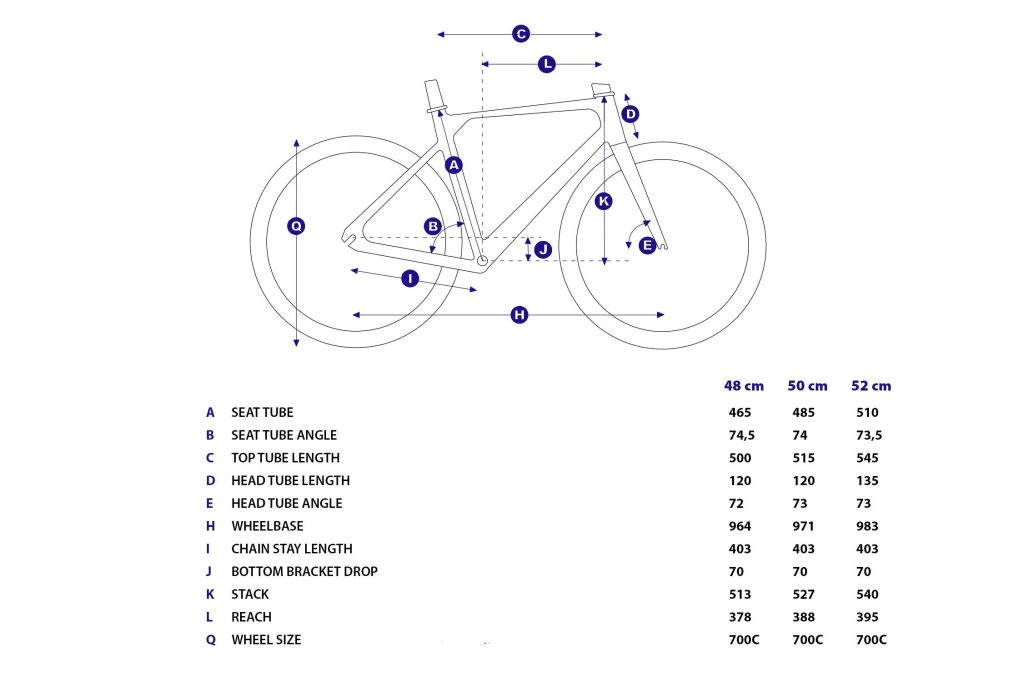 C
L
D
A
K
Q
B
E
J
I
H
48 cm 50 cm 52 cm
A SEAT TUBE 465 485 510
B SEAT TUBE ANGLE 74,5 74 73,5
C TOP TUBE LENGTH 500 515 545
D HEAD TUBE LENGTH 120 120 135
E HEAD TUBE ANGLE 72 73 73
H WHEELBASE 964 971 983
I CHAIN STAY LENGTH 403 403 403
J BOTTOM BRACKET DROP 70 70 70
K STACK 513 527 540
L REACH 378 388 395
Q WHEEL SIZE 700C 700C 700C